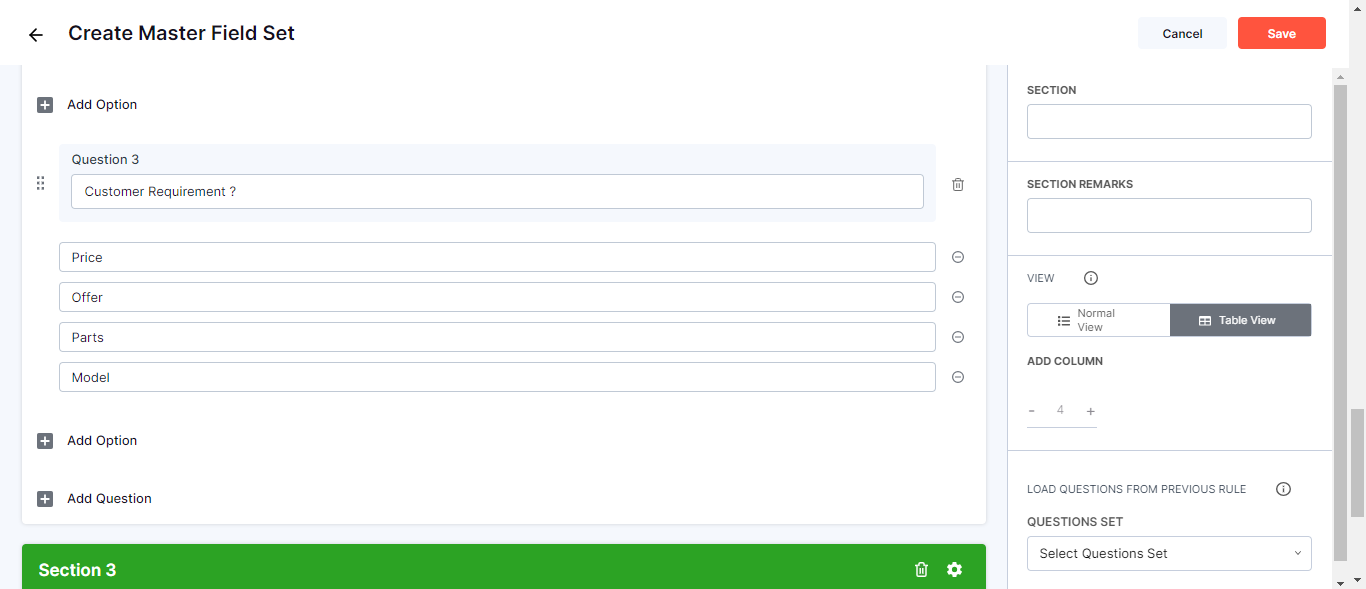 Create Master Field Set
Cancel
Save
Add Option
Question 3
Customer Requirement ?
Price
Offer
Parts
Model
Add Option
Add Question
Section 3
SECTION
SECTION REMARKS
VIEW
Normal
View
Table View
ADD COLUMN
- 4 +
LOAD QUESTIONS FROM PREVIOUS RULE
QUESTIONS SET
Select Questions Set